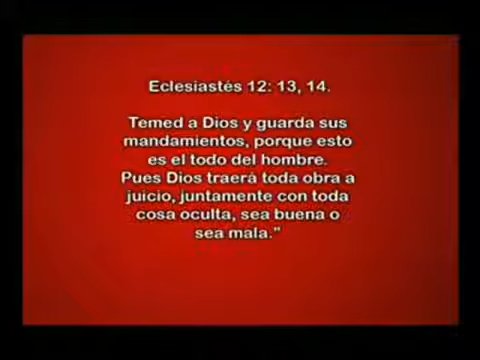 Eclesiastés 12: 13, 14.
Temed a Dios y guarda sus
mandamientos, porque esto
es el todo del hombre.
Pues Dios traerá toda obra a
juicio, juntamente con toda
cosa oculta, sea buena o
sea mala."